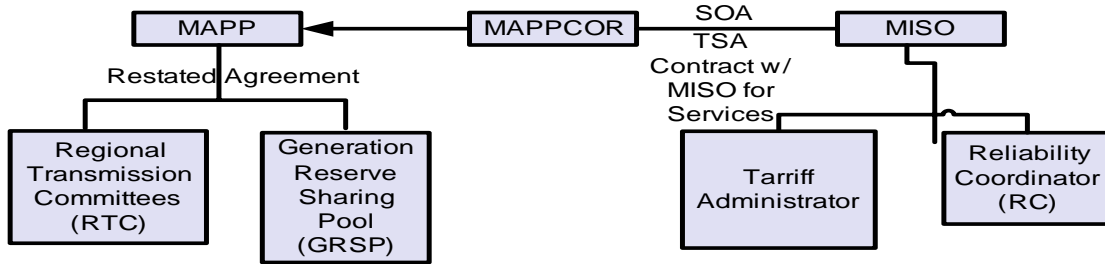 MAPP
MAPPCOR
SOA
MISO
TSA
Contract w/
MISO for
Services
Restated Agreement
Regional
Transmission
Committees
(RTC)
Generation
Reserve
Sharing
Pool
(GRSP)
Tarriff
Administrator
Reliability
Coordinator
(RC)